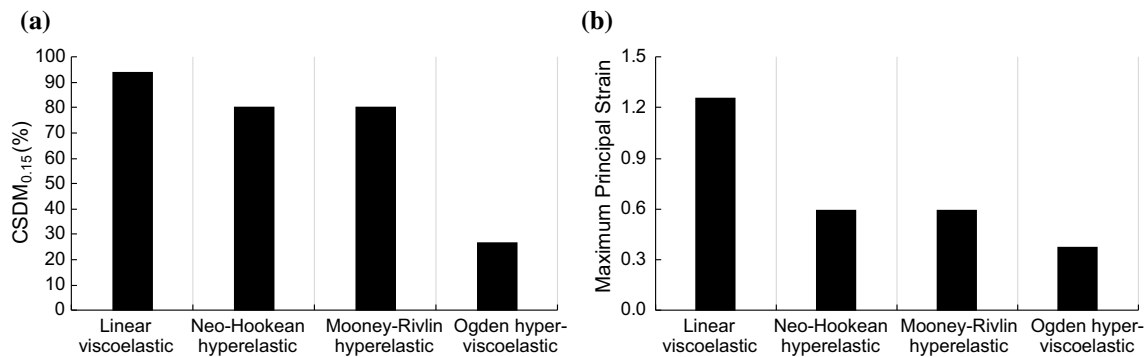 (a)
CSDM0.15(%)
100
90
80
70
60
50
40
30
20
10
0
Linear
viscoelastic
Neo-Hookean
hyperelastic
Mooney-Rivlin
hyperelastic
Ogden hyper-
viscoelastic
(b)
Maximum Principal Strain
1.5
1.2
0.9
0.6
0.3
0.0
Linear
viscoelastic
Neo-Hookean
hyperelastic
Mooney-Rivlin
hyperelastic
Ogden hyper-
viscoelastic